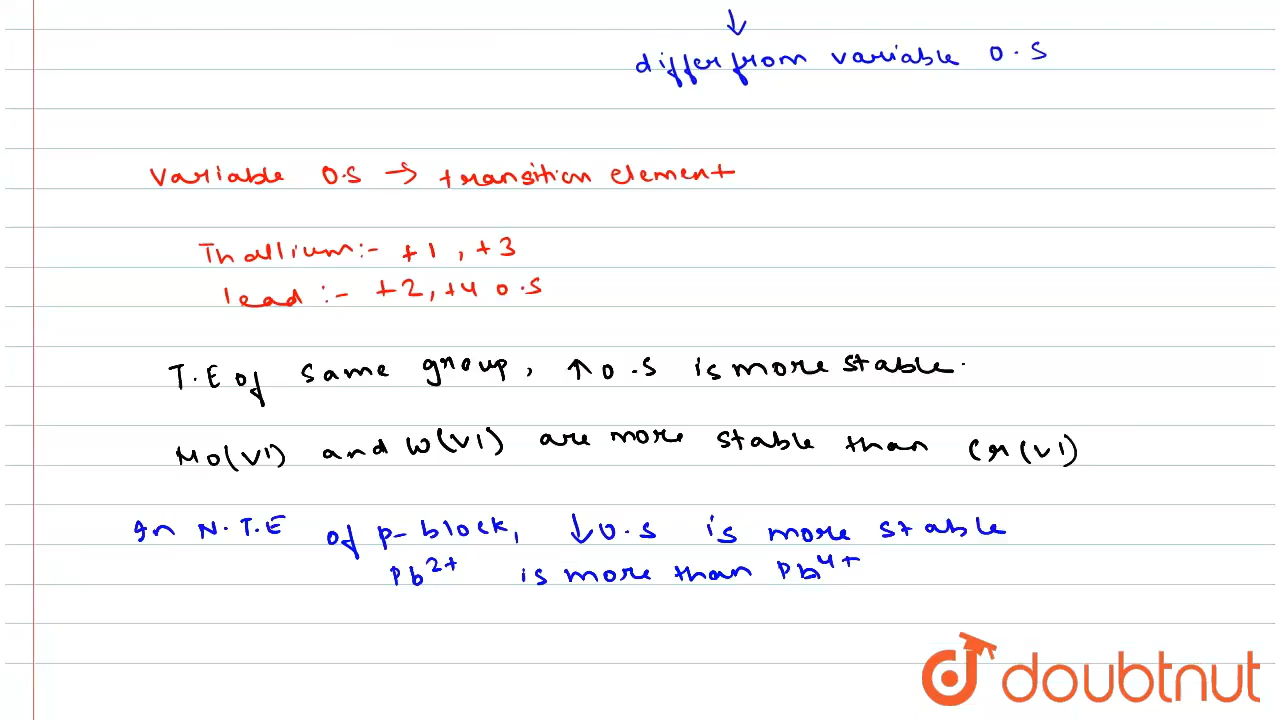 ↓
differ from variable O.S
Variable O.S → transition element
Thallium:- +1, +3
lead :- +2, +4 O.S
T.E of same group, ↑ O.S is more stable.
Mo(VI) and W(VI) are more stable than Cr(VI)
In N.T.E of p-block, ↓ O.S is more stable
Pb²⁺ is more than Pb⁴⁺
doubtnut